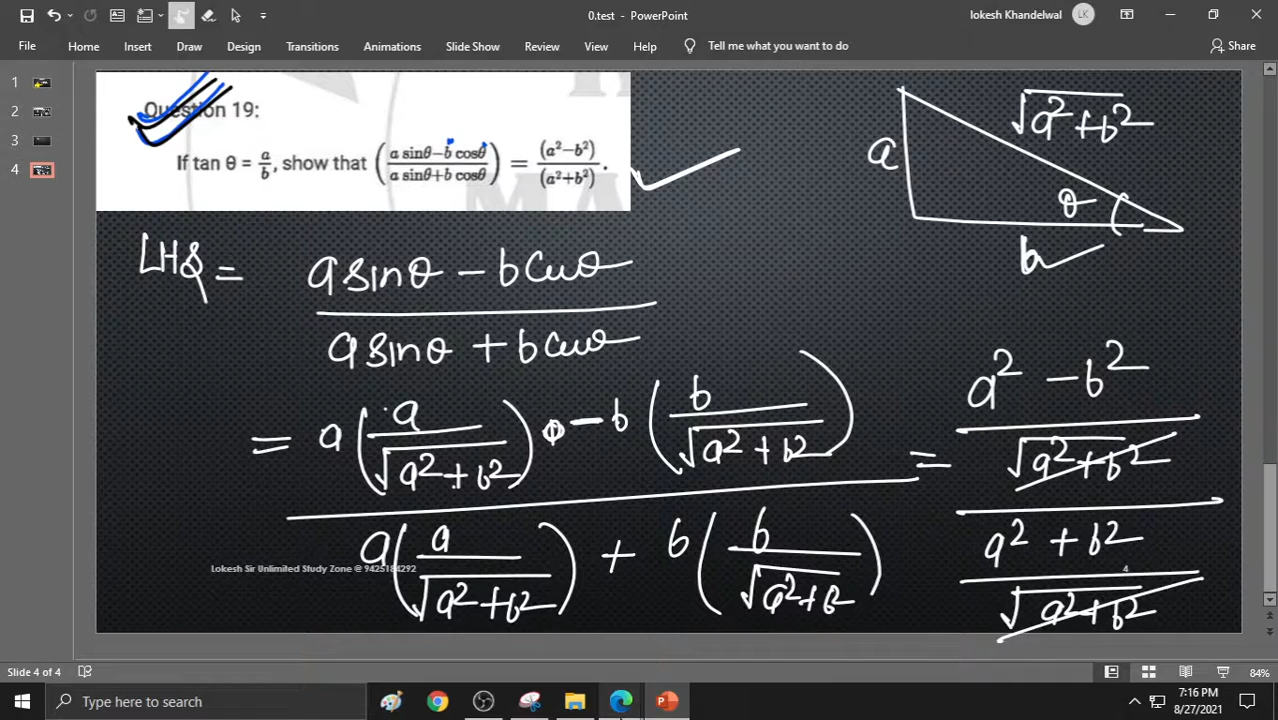 0.test - PowerPoint
lokesh Khandelwal LK
File Home Insert Draw Design Transitions Animations Slide Show Review View Help Tell me what you want to do Share
1
2
3
4
Question 19:
If tan θ = a/b, show that ((a sinθ−b cosθ)/(a sinθ+b cosθ)) = (a²−b²)/(a²+b²).
a
√a²+b²
θ
b
LHS =
a sinθ − b cosθ
a sinθ + b cosθ
= a(a/√a²+b²) − b(b/√a²+b²)
a(a/√a²+b²) + b(b/√a²+b²)
= a² − b²
√a²+b²
a² + b²
√a²+b²
Lokesh Sir Unlimited Study Zone @ 9425184292
4
Slide 4 of 4
84%
Type here to search
7:16 PM
8/27/2021